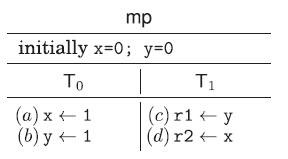 mp
initially x=0; y=0
T₀ T₁
(a) x ← 1 (c) r1 ← y
(b) y ← 1 (d) r2 ← x